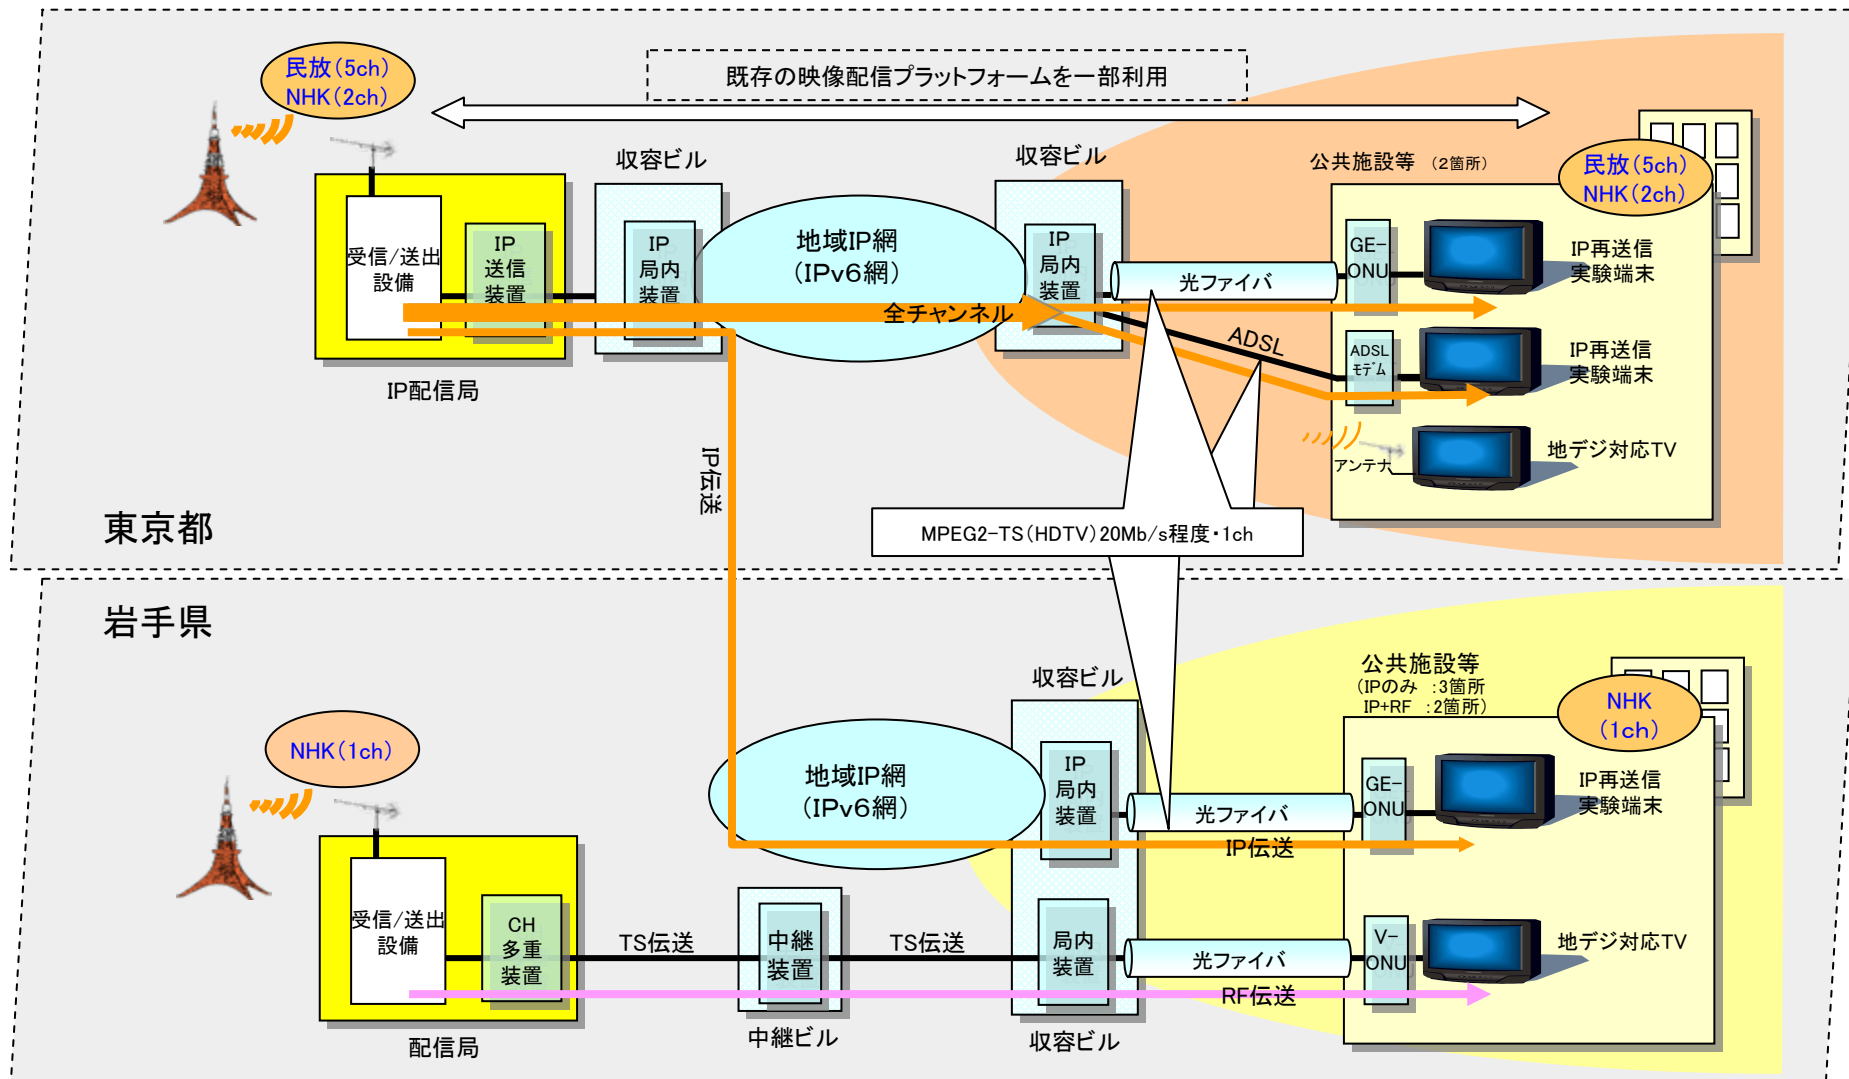 民放(5ch)
NHK(2ch)
既存の映像配信プラットフォームを一部利用
収容ビル
収容ビル
公共施設等 (2箇所)
民放(5ch)
NHK(2ch)
受信/送出
設備
IP
送信
装置
IP
局内
装置
地域IP網
(IPv6網)
IP
局内
装置
光ファイバ
GE-
ONU
IP再送信
実験端末
全チャンネル
ADSL
ADSL
モデム
IP再送信
実験端末
IP配信局
アンテナ
地デジ対応TV
IP伝送
東京都
MPEG2-TS(HDTV)20Mb/s程度・1ch
岩手県
収容ビル
公共施設等
(IPのみ :3箇所
IP+RF :2箇所)
NHK
(1ch)
NHK(1ch)
地域IP網
(IPv6網)
IP
局内
装置
光ファイバ
GE-
ONU
IP再送信
実験端末
IP伝送
受信/送出
設備
CH
多重
装置
TS伝送
中継
装置
TS伝送
局内
装置
光ファイバ
V-
ONU
地デジ対応TV
RF伝送
配信局
中継ビル
収容ビル